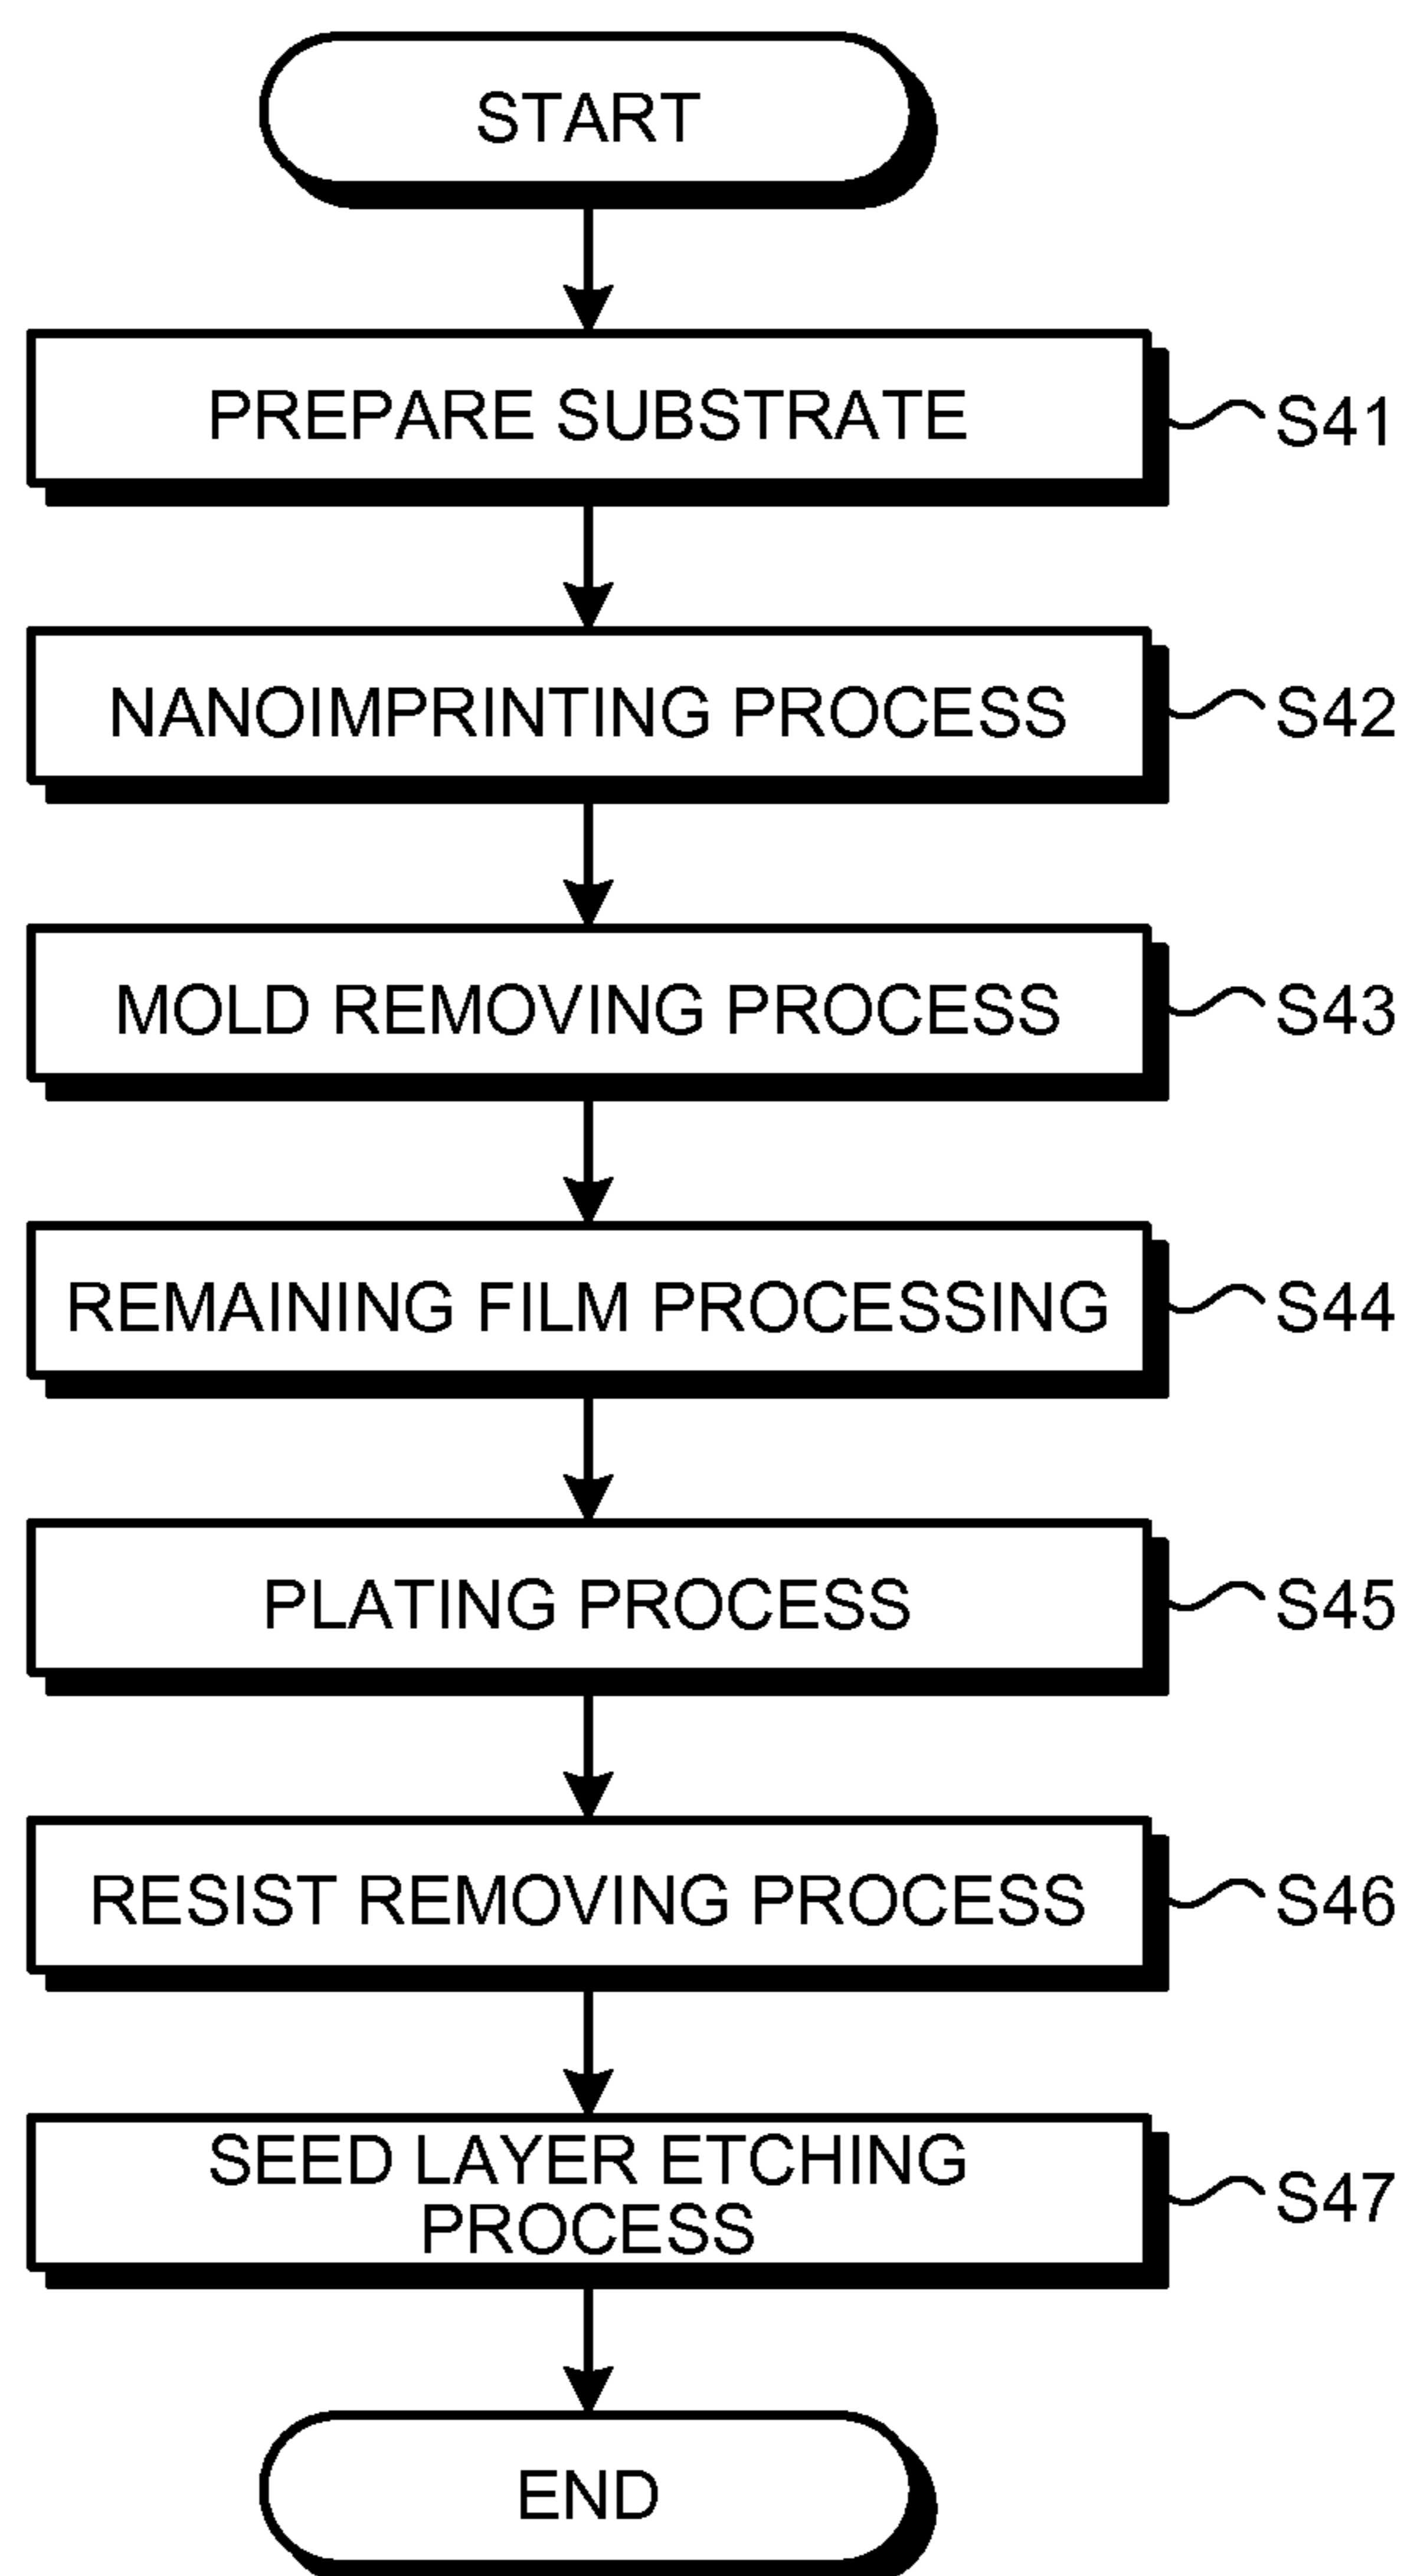 START
PREPARE SUBSTRATE
S41
NANOIMPRINTING PROCESS
S42
MOLD REMOVING PROCESS
S43
REMAINING FILM PROCESSING
S44
PLATING PROCESS
S45
RESIST REMOVING PROCESS
S46
SEED LAYER ETCHING
PROCESS
S47
END